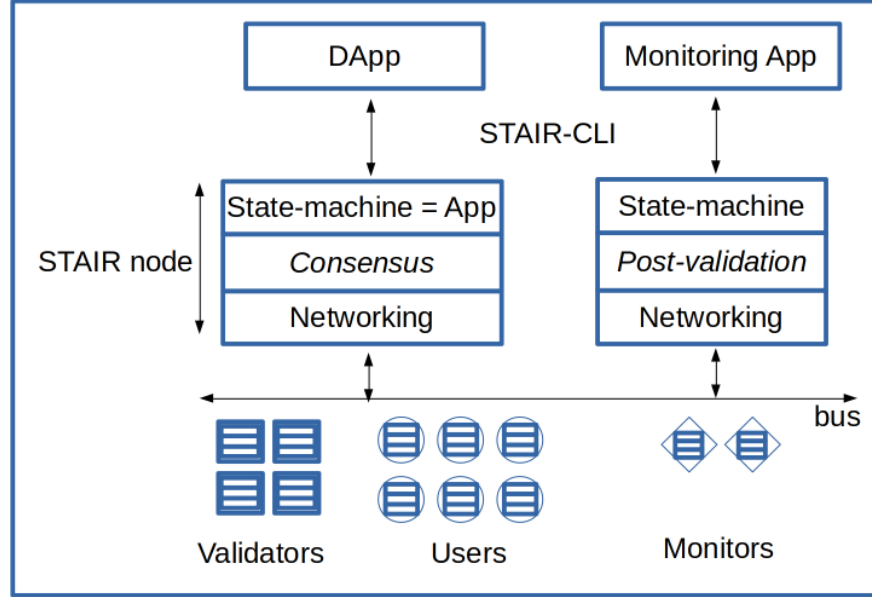 DApp
Monitoring App
STAIR-CLI
State-machine = App
State-machine
STAIR node
Consensus
Post-validation
Networking
Networking
bus
Validators
Users
Monitors